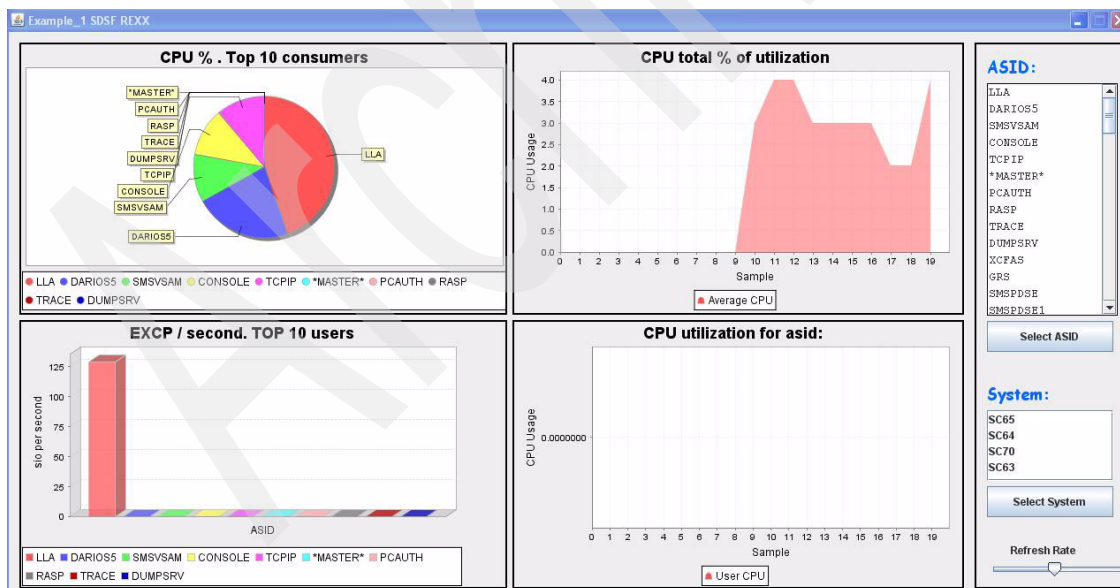 Example_1 SDSF REXX
CPU % . Top 10 consumers
*MASTER*
PCAUTH
RASP
TRACE
DUMPSRV
TCPIP
CONSOLE
SMSVSAM
DARIOS5
LLA
LLA DARIOS5 SMSVSAM CONSOLE TCPIP *MASTER* PCAUTH RASP
TRACE DUMPSRV
CPU total % of utilization
CPU Usage
4.0
3.5
3.0
2.5
2.0
1.5
1.0
0.5
0.0
0 1 2 3 4 5 6 7 8 9 10 11 12 13 14 15 16 17 18 19
Sample
Average CPU
EXCP / second. TOP 10 users
sio per second
125
100
75
50
25
0
ASID
LLA DARIOS5 SMSVSAM CONSOLE TCPIP *MASTER* PCAUTH
RASP TRACE DUMPSRV
CPU utilization for asid:
CPU Usage
0.0000000
0 1 2 3 4 5 6 7 8 9 10 11 12 13 14 15 16 17 18 19
Sample
User CPU
ASID:
LLA
DARIOS5
SMSVSAM
CONSOLE
TCPIP
*MASTER*
PCAUTH
RASP
TRACE
DUMPSRV
XCFAS
GRS
SMSPDSE
SMSPDSE1
Select ASID
System:
SC65
SC64
SC70
SC63
Select System
Refresh Rate